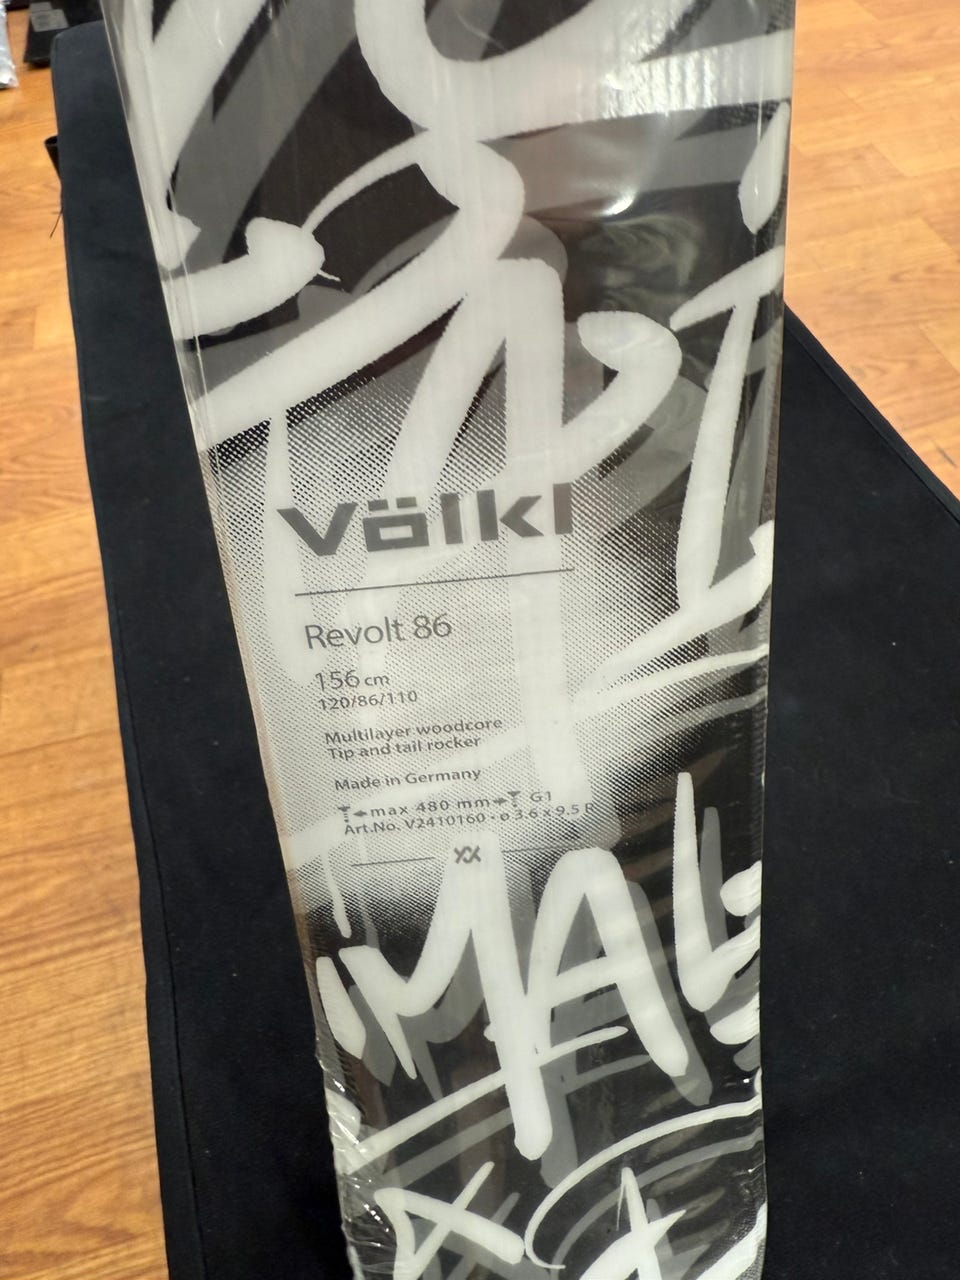 Völkl
Revolt 86
156 cm
120/86/110
Multilayer woodcore
Tip and tail rocker
Made in Germany
max 480 mm G1
Art.No. V2410160 • ø 3.6 x 9.5 R
MAL